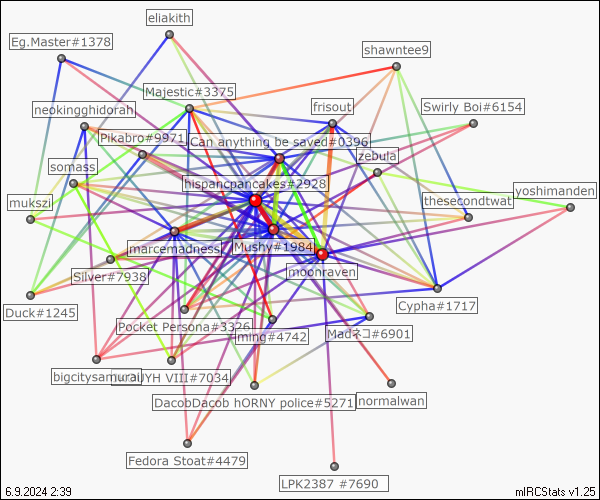 eliakith
Eg.Master#1378
shawntee9
Majestic#3375
neokingghidorah
frisout
Swirly Boi#6154
Pikabro#9971
Can anything be saved#0396
zebula
somass
hispancpancakes#2928
yoshimanden
mukszi
thesecondtwat
marcemadness
Mushy#1984
moonraven
Silver#7938
Cypha#1717
Duck#1245
Pocket Persona#3326
ming#4742
Madネコ#6901
bigcitysamurai
UYH VIII#7034
DacobDacob hORNY police#5271
normalwan
Fedora Stoat#4479
LPK2387 #7690
6.9.2024 2:39
mIRCStats v1.25